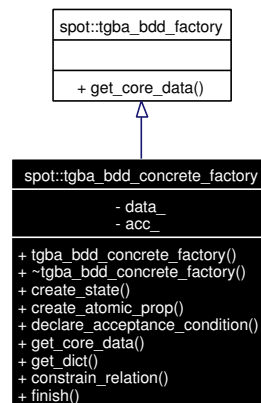 spot::tgba_bdd_factory
+ get_core_data()
spot::tgba_bdd_concrete_factory
- data_
- acc_
+ tgba_bdd_concrete_factory()
+ ~tgba_bdd_concrete_factory()
+ create_state()
+ create_atomic_prop()
+ declare_acceptance_condition()
+ get_core_data()
+ get_dict()
+ constrain_relation()
+ finish()